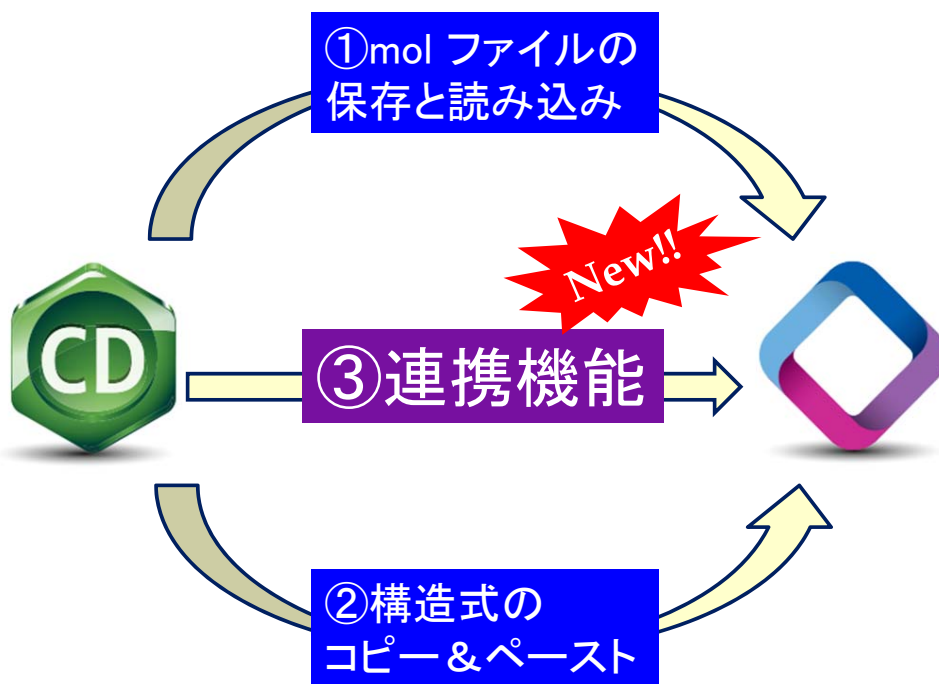 ①mol ファイルの
保存と読み込み
New!!
CD
③連携機能
②構造式の
コピー＆ペースト